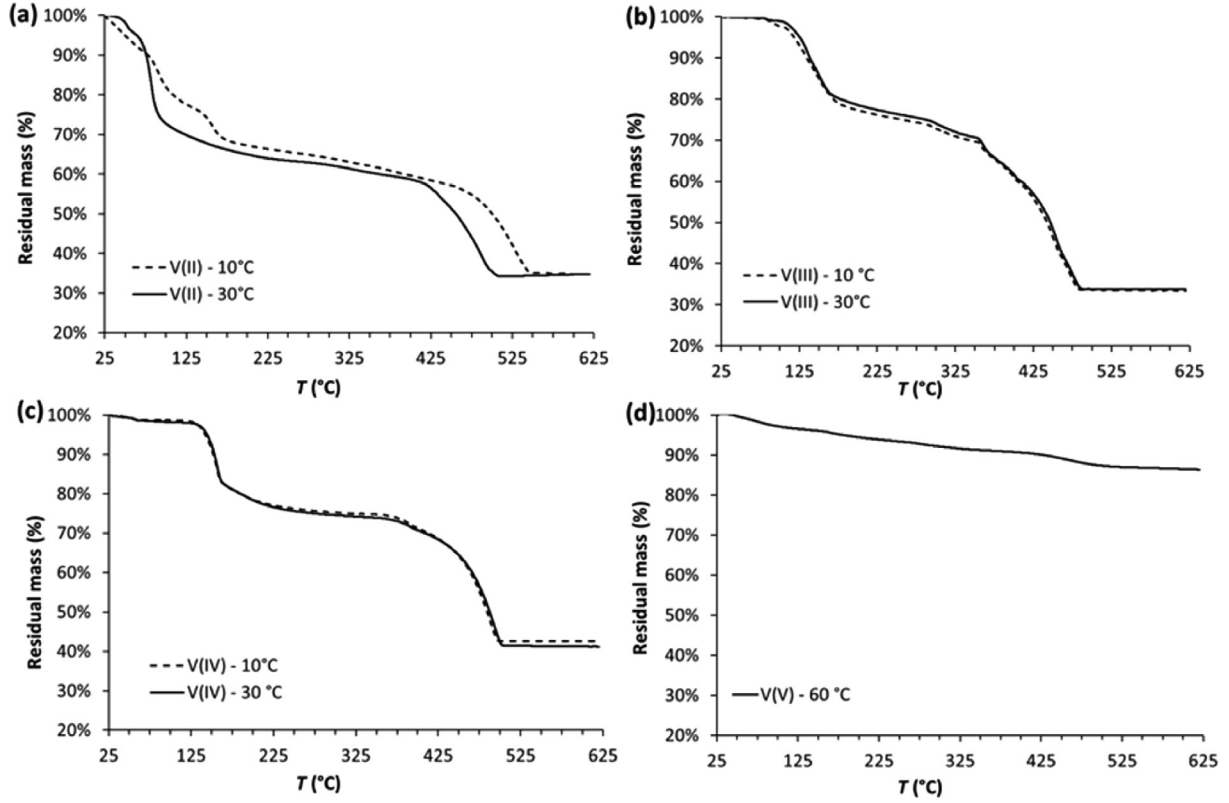 (a)
100%
90%
80%
70%
60%
50%
40%
30%
20%
Residual mass (%)
V(II) - 10°C
V(II) - 30°C
25 125 225 325 425 525 625
T (°C)
(b)
100%
90%
80%
70%
60%
50%
40%
30%
20%
Residual mass (%)
V(III) - 10 °C
V(III) - 30°C
25 125 225 325 425 525 625
T (°C)
(c)
100%
90%
80%
70%
60%
50%
40%
30%
20%
Residual mass (%)
V(IV) - 10°C
V(IV) - 30 °C
25 125 225 325 425 525 625
T (°C)
(d)
100%
90%
80%
70%
60%
50%
40%
30%
20%
Residual mass (%)
V(V) - 60 °C
25 125 225 325 425 525 625
T (°C)